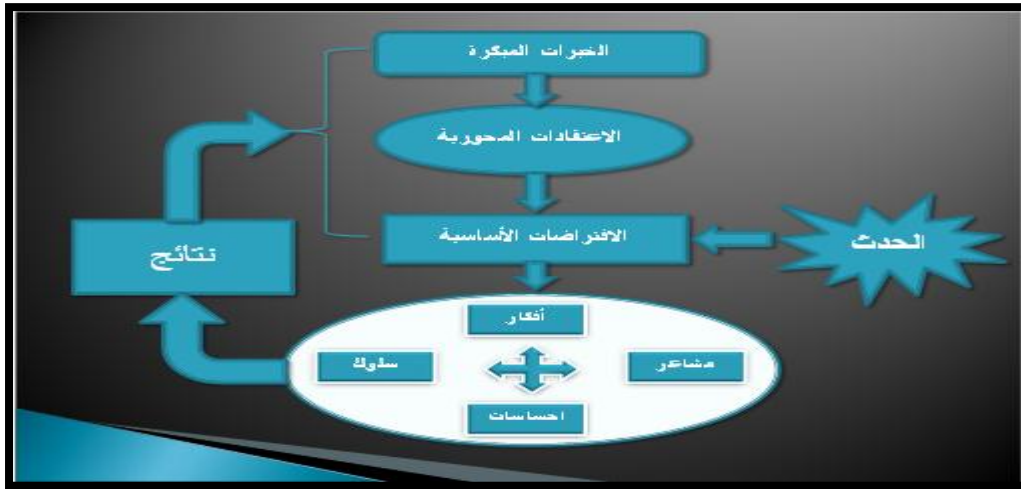 الخبرات المبكرة
الاعتقادات المحورية
الافتراضات الأساسية
الحدث
نتائج
أفكار
مشاعر
سلوك
احساسات